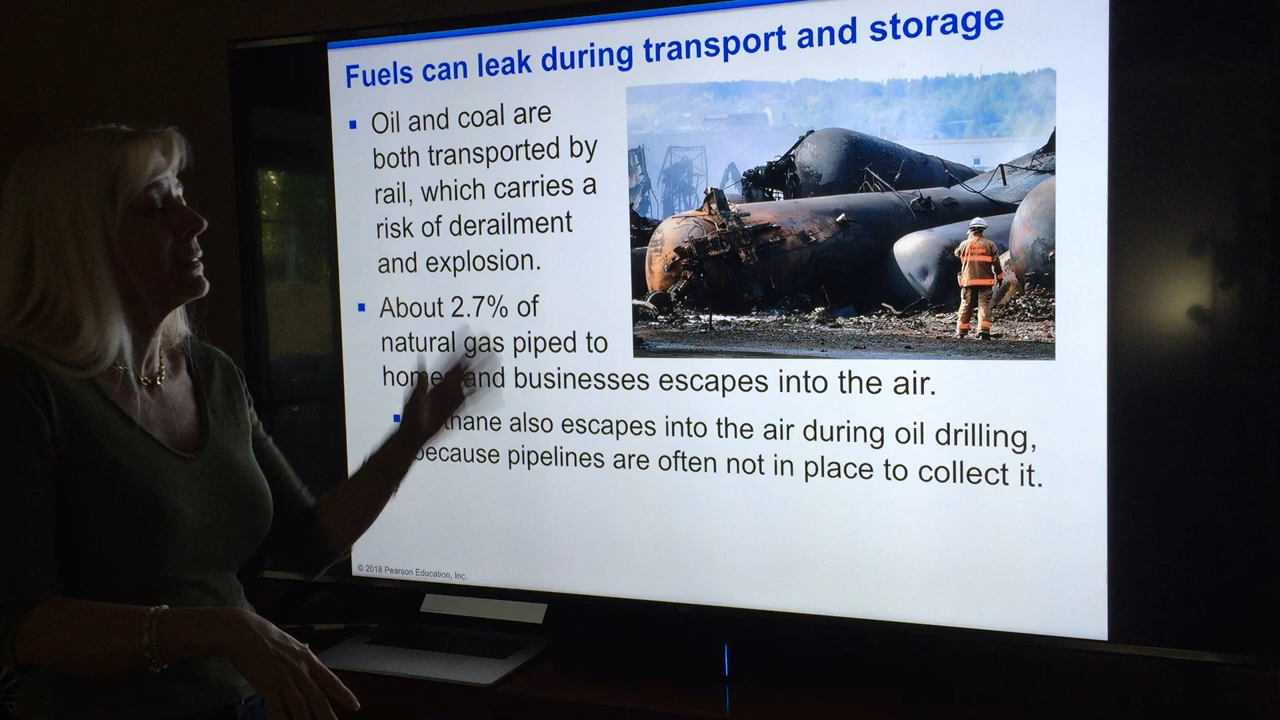 Fuels can leak during transport and storage
Oil and coal are
both transported by
rail, which carries a
risk of derailment
and explosion.
About 2.7% of
natural gas piped to
homes and businesses escapes into the air.
thane also escapes into the air during oil drilling,
because pipelines are often not in place to collect it.
© 2018 Pearson Education, Inc.